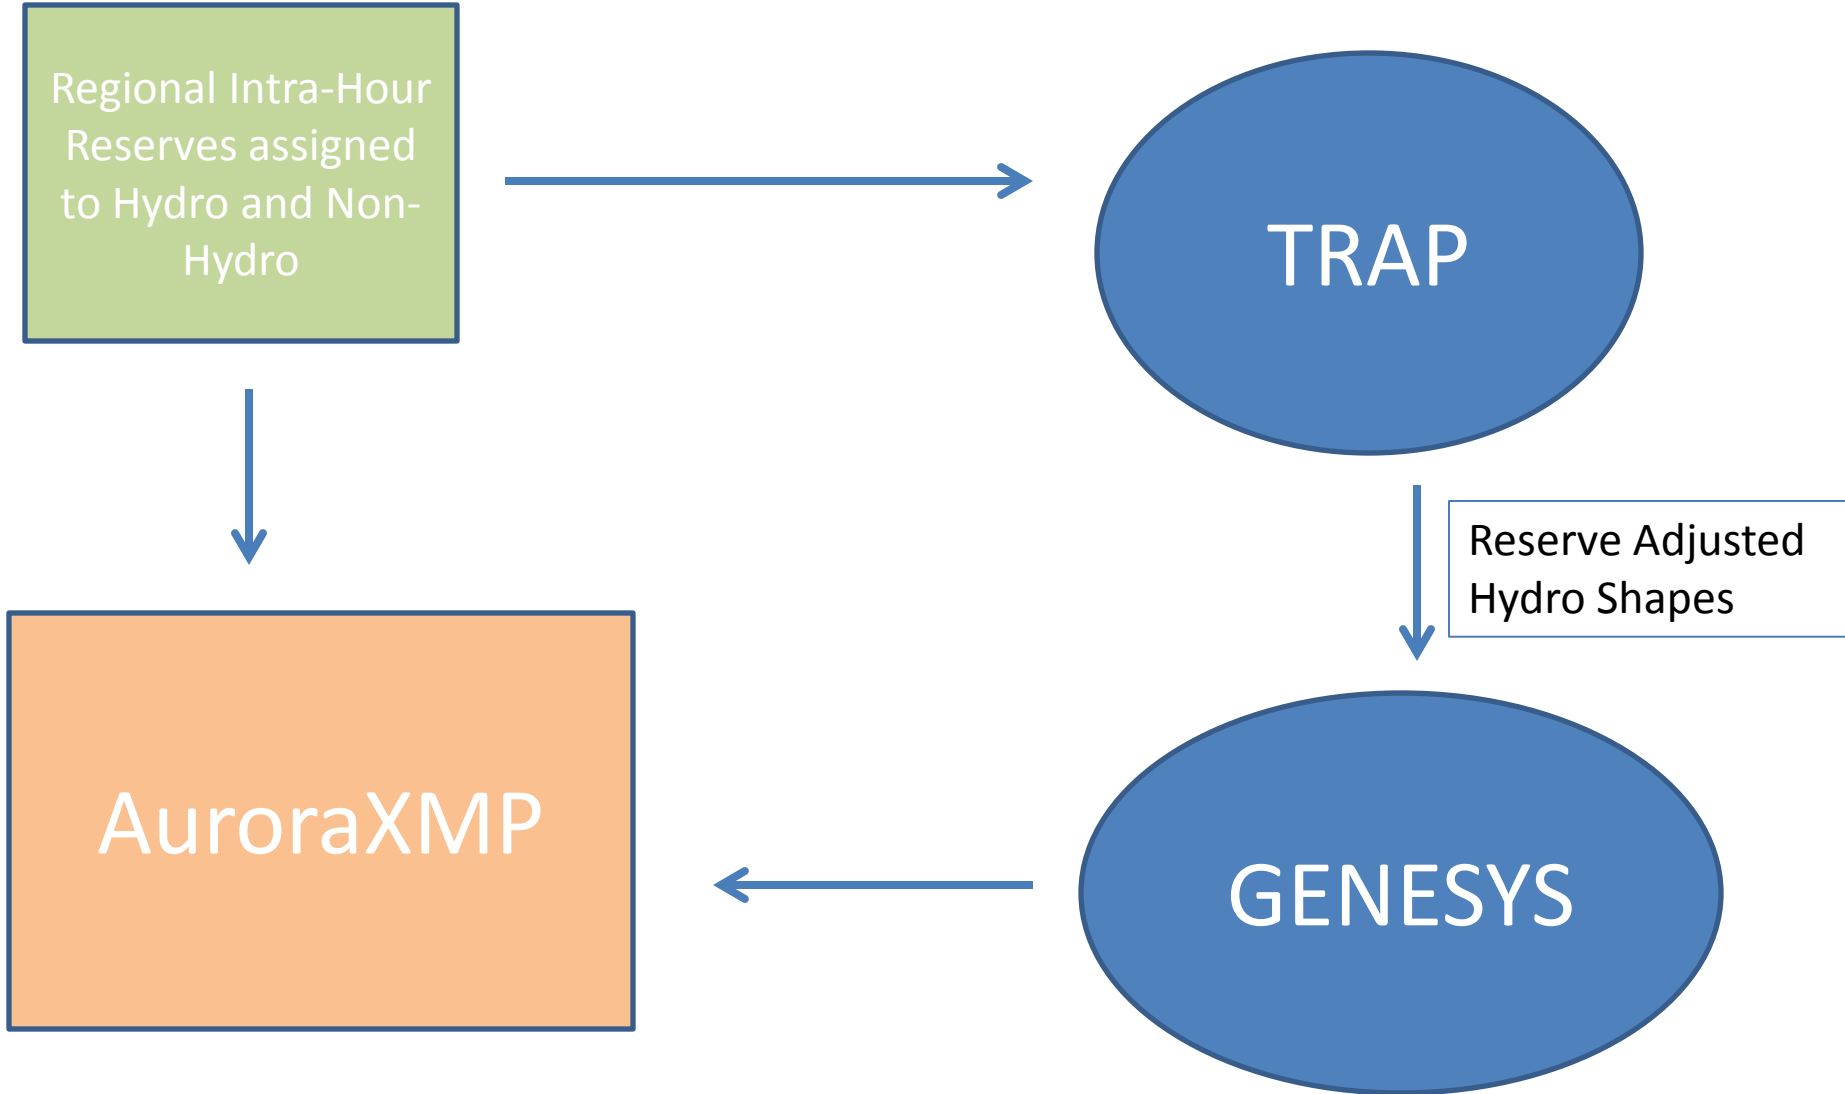 Regional Intra-Hour
Reserves assigned
to Hydro and Non-
Hydro
TRAP
Reserve Adjusted
Hydro Shapes
AuroraXMP
GENESYS